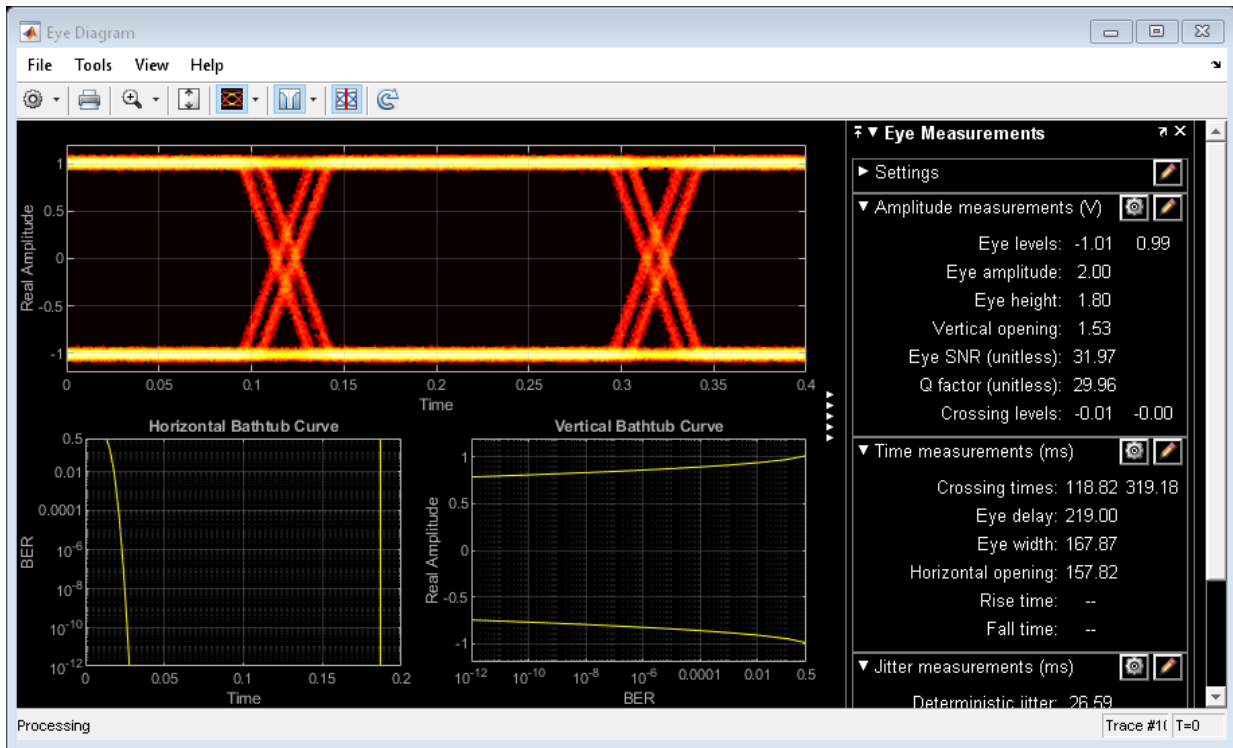 Eye Diagram
File Tools View Help
1
0.5
0
-0.5
-1
Real Amplitude
0 0.05 0.1 0.15 0.2 0.25 0.3 0.35 0.4
Time
Horizontal Bathtub Curve
0.5
0.01
0.0001
10^-6
10^-8
10^-10
10^-12
BER
0 0.05 0.1 0.15 0.2
Time
Vertical Bathtub Curve
1
0.5
0
-0.5
-1
Real Amplitude
10^-12 10^-10 10^-8 10^-6 0.0001 0.01 0.5
BER
Eye Measurements
Settings
Amplitude measurements (V)
Eye levels: -1.01 0.99
Eye amplitude: 2.00
Eye height: 1.80
Vertical opening: 1.53
Eye SNR (unitless): 31.97
Q factor (unitless): 29.96
Crossing levels: -0.01 -0.00
Time measurements (ms)
Crossing times: 118.82 319.18
Eye delay: 219.00
Eye width: 167.87
Horizontal opening: 157.82
Rise time: --
Fall time: --
Jitter measurements (ms)
Deterministic jitter: 26.59
Processing
Trace #1 T=0